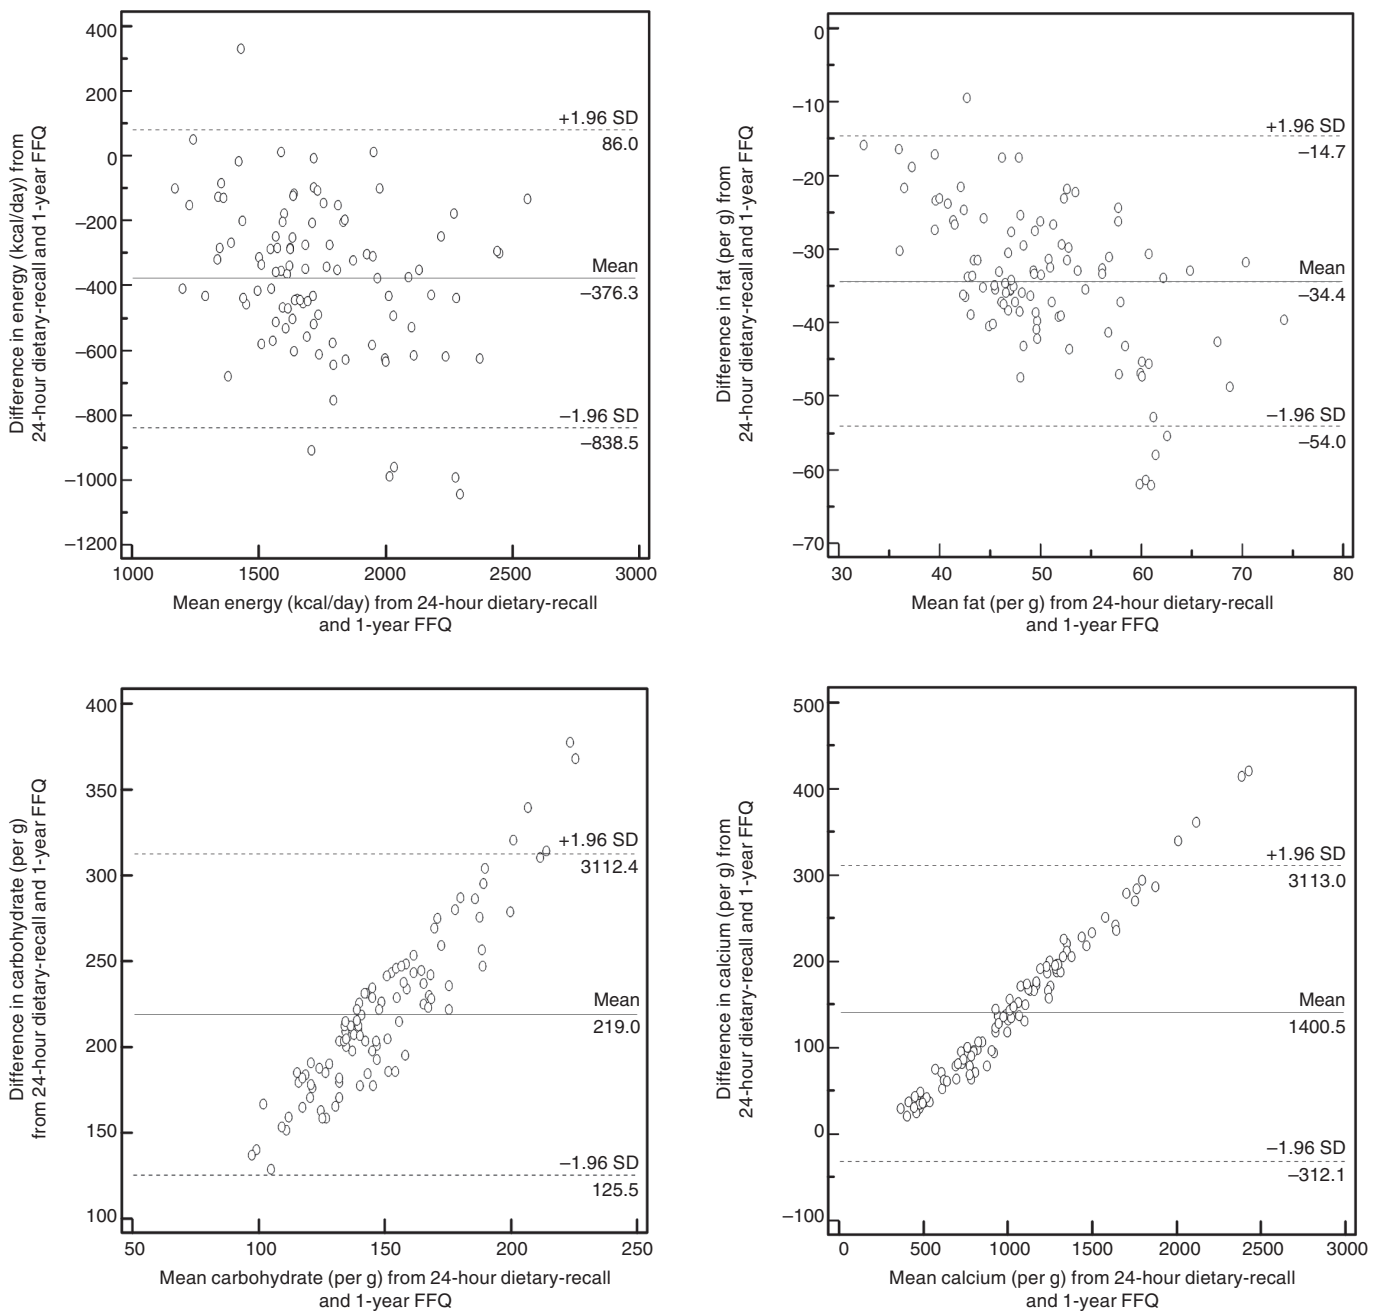 400
200
0
−200
−400
−600
−800
−1000
−1200
Difference in energy (kcal/day) from
24-hour dietary-recall and 1-year FFQ
+1.96 SD
86.0
Mean
−376.3
−1.96 SD
−838.5
1000 1500 2000 2500 3000
Mean energy (kcal/day) from 24-hour dietary-recall
and 1-year FFQ
0
−10
−20
−30
−40
−50
−60
−70
Difference in fat (per g) from
24-hour dietary-recall and 1-year FFQ
+1.96 SD
−14.7
Mean
−34.4
−1.96 SD
−54.0
30 40 50 60 70 80
Mean fat (per g) from 24-hour dietary-recall
and 1-year FFQ
400
350
300
250
200
150
100
Difference in carbohydrate (per g)
from 24-hour dietary-recall and 1-year FFQ
+1.96 SD
3112.4
Mean
219.0
−1.96 SD
125.5
50 100 150 200 250
Mean carbohydrate (per g) from 24-hour dietary-recall
and 1-year FFQ
500
400
300
200
100
0
−100
Difference in calcium (per g) from
24-hour dietary-recall and 1-year FFQ
+1.96 SD
3113.0
Mean
1400.5
−1.96 SD
−312.1
0 500 1000 1500 2000 2500 3000
Mean calcium (per g) from 24-hour dietary-recall
and 1-year FFQ